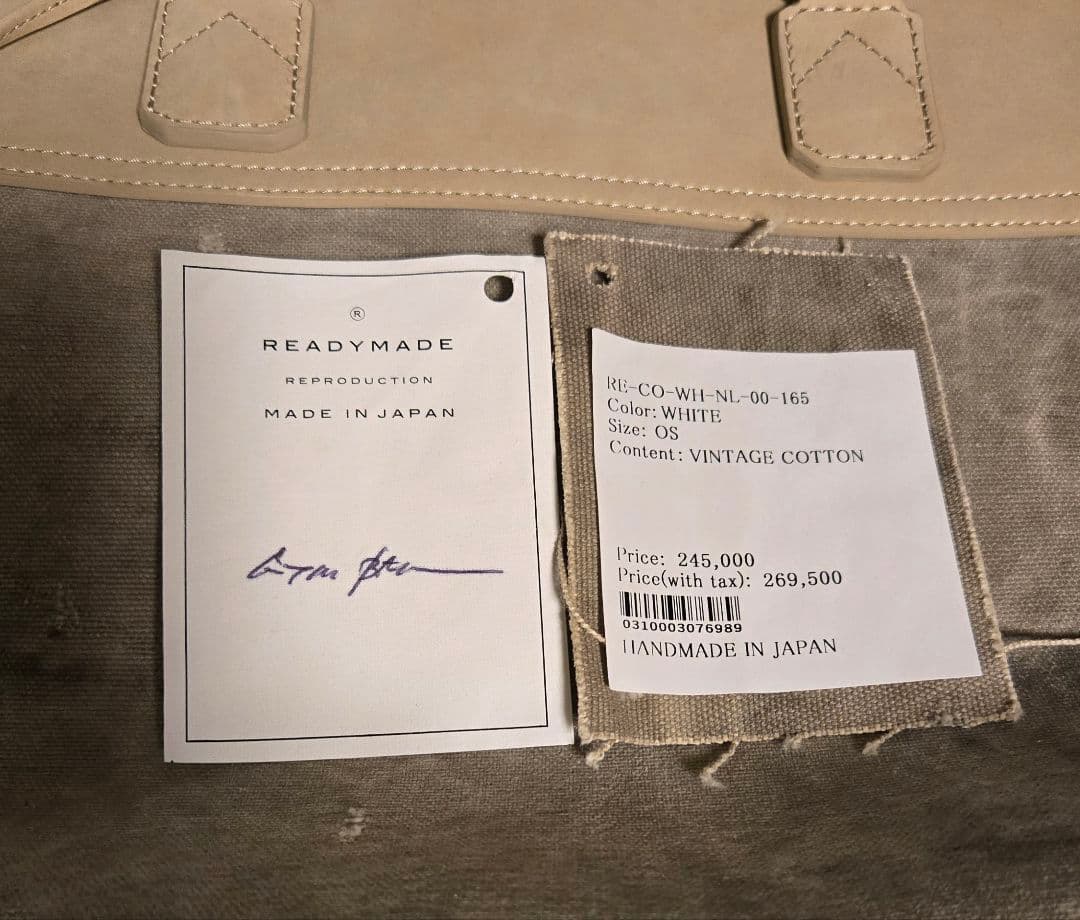 ®
READYMADE
REPRODUCTION
MADE IN JAPAN
RE-CO-WH-NL-00-165
Color: WHITE
Size: OS
Content: VINTAGE COTTON
Price: 245,000
Price(with tax): 269,500
0310003076989
HANDMADE IN JAPAN